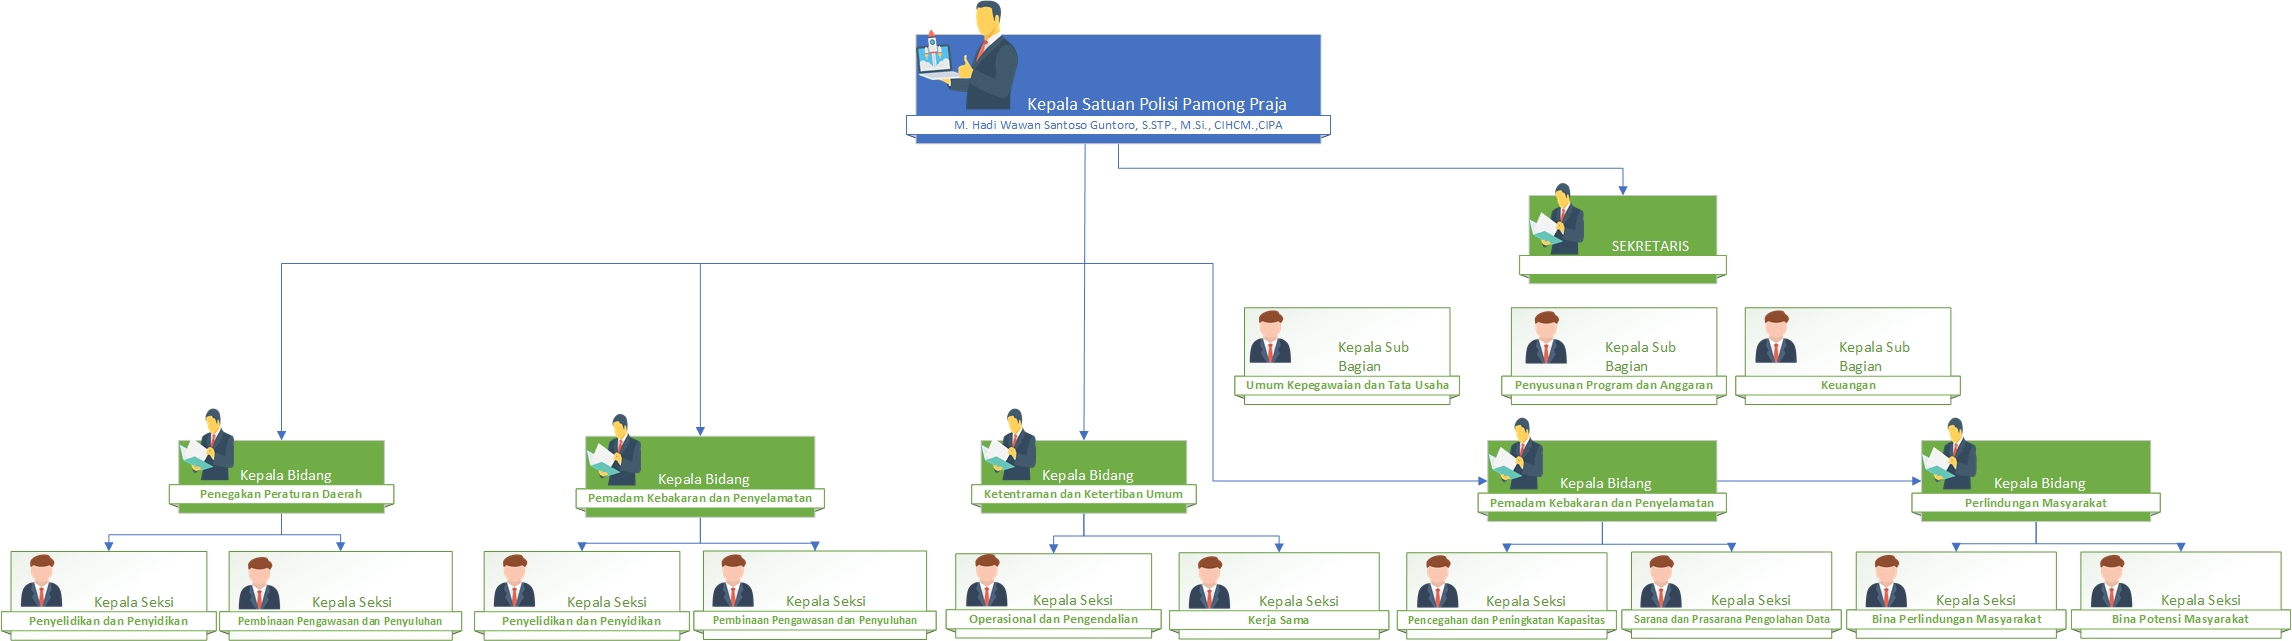 Kepala Satuan Polisi Pamong Praja
M. Hadi Wawan Santoso Guntoro, S.STP., M.Si., CIHCM.,CIPA
SEKRETARIS
Kepala Sub
Bagian
Umum Kepegawaian dan Tata Usaha
Kepala Sub
Bagian
Penyusunan Program dan Anggaran
Kepala Sub
Bagian
Keuangan
Kepala Bidang
Penegakan Peraturan Daerah
Kepala Bidang
Pemadam Kebakaran dan Penyelamatan
Kepala Bidang
Ketentraman dan Ketertiban Umum
Kepala Bidang
Pemadam Kebakaran dan Penyelamatan
Kepala Bidang
Perlindungan Masyarakat
Kepala Seksi
Penyelidikan dan Penyidikan
Kepala Seksi
Pembinaan Pengawasan dan Penyuluhan
Kepala Seksi
Penyelidikan dan Penyidikan
Kepala Seksi
Pembinaan Pengawasan dan Penyuluhan
Kepala Seksi
Operasional dan Pengendalian
Kepala Seksi
Kerja Sama
Kepala Seksi
Pencegahan dan Peningkatan Kapasitas
Kepala Seksi
Sarana dan Prasarana Pengolahan Data
Kepala Seksi
Bina Perlindungan Masyarakat
Kepala Seksi
Bina Potensi Masyarakat